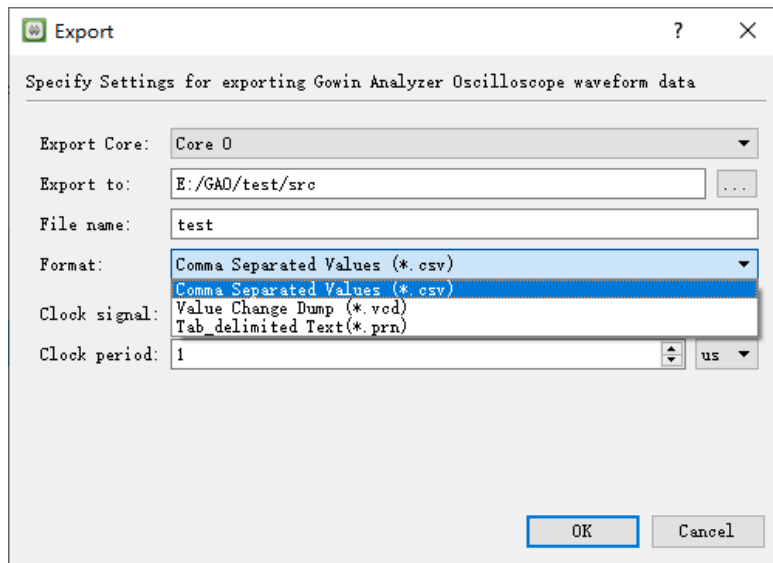 Export
?
Specify Settings for exporting Gowin Analyzer Oscilloscope waveform data
Export Core: Core 0
Export to: E:/GAO/test/src ...
File name: test
Format: Comma Separated Values (*.csv)
Comma Separated Values (*.csv)
Clock signal: Value Change Dump (*.vcd)
Tab_delimited Text(*.prn)
Clock period: 1 us
OK Cancel